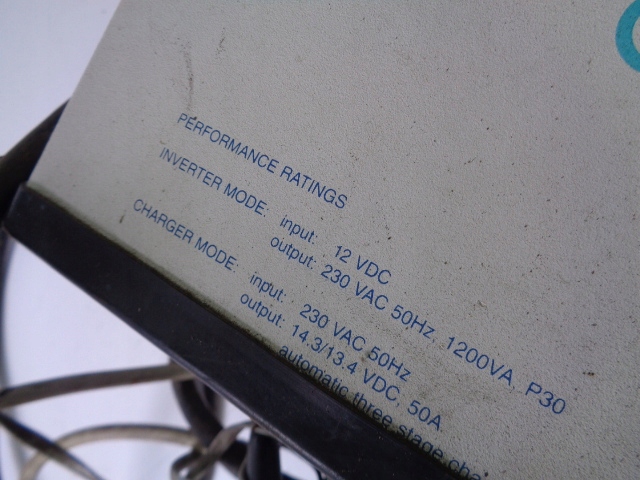 PERFORMANCE RATINGS
INVERTER MODE: input: 12 VDC
output: 230 VAC 50Hz, 1200VA, P30
CHARGER MODE: input: 230 VAC 50Hz
output: 14.3/13.4 VDC, 50A
automatic three stage